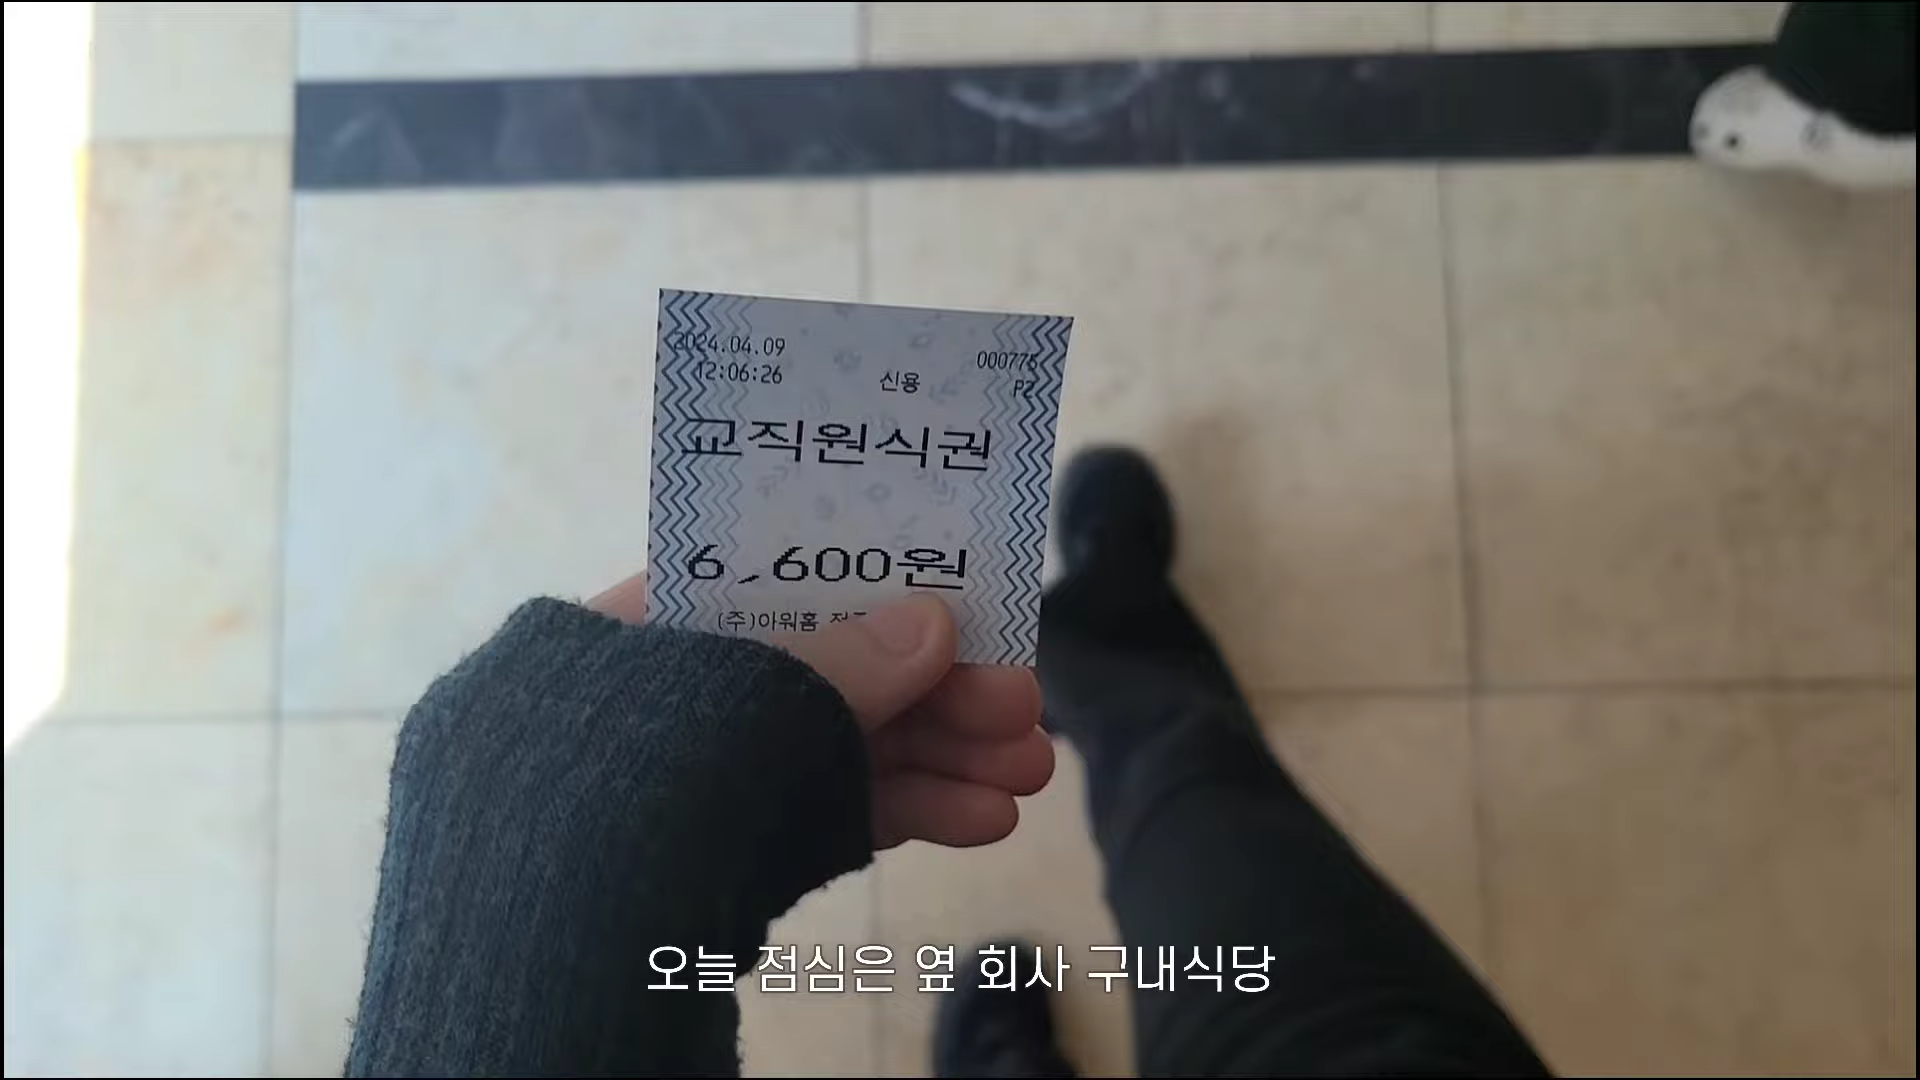 2024.04.09
12:06:26
신용
000775
P2
교직원식권
6,600원
(주)아워홈
오늘 점심은 옆 회사 구내식당